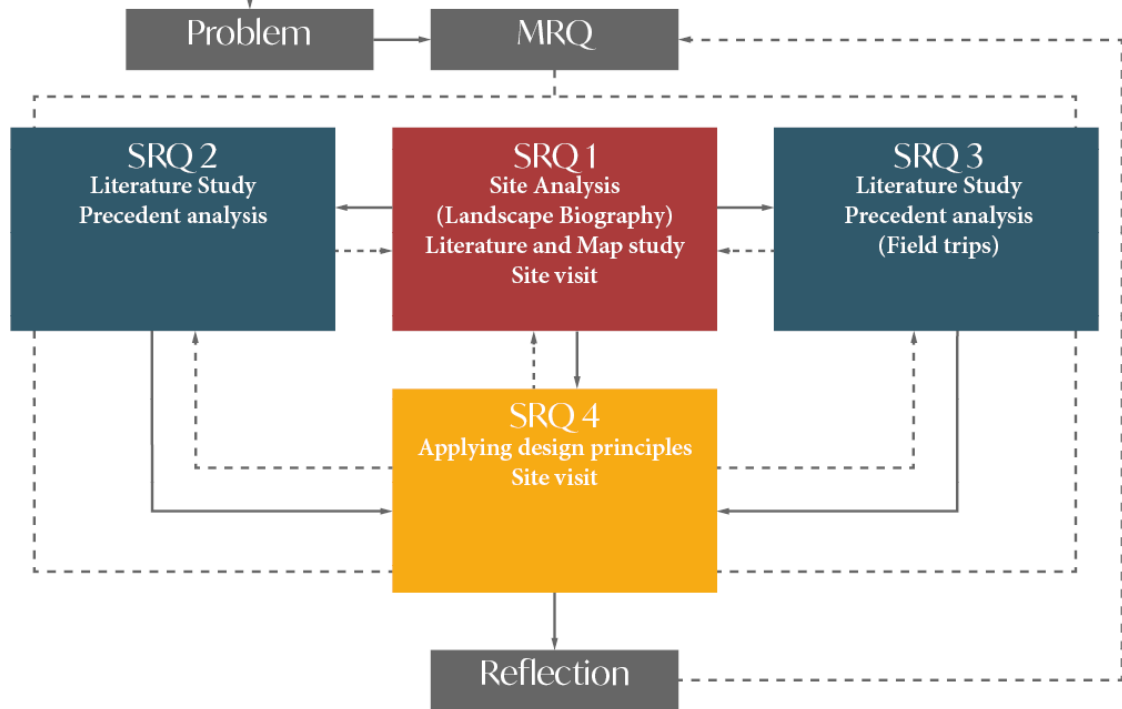 Problem
MRQ
SRQ 2
Literature Study
Precedent analysis
SRQ 1
Site Analysis
(Landscape Biography)
Literature and Map study
Site visit
SRQ 3
Literature Study
Precedent analysis
(Field trips)
SRQ 4
Applying design principles
Site visit
Reflection